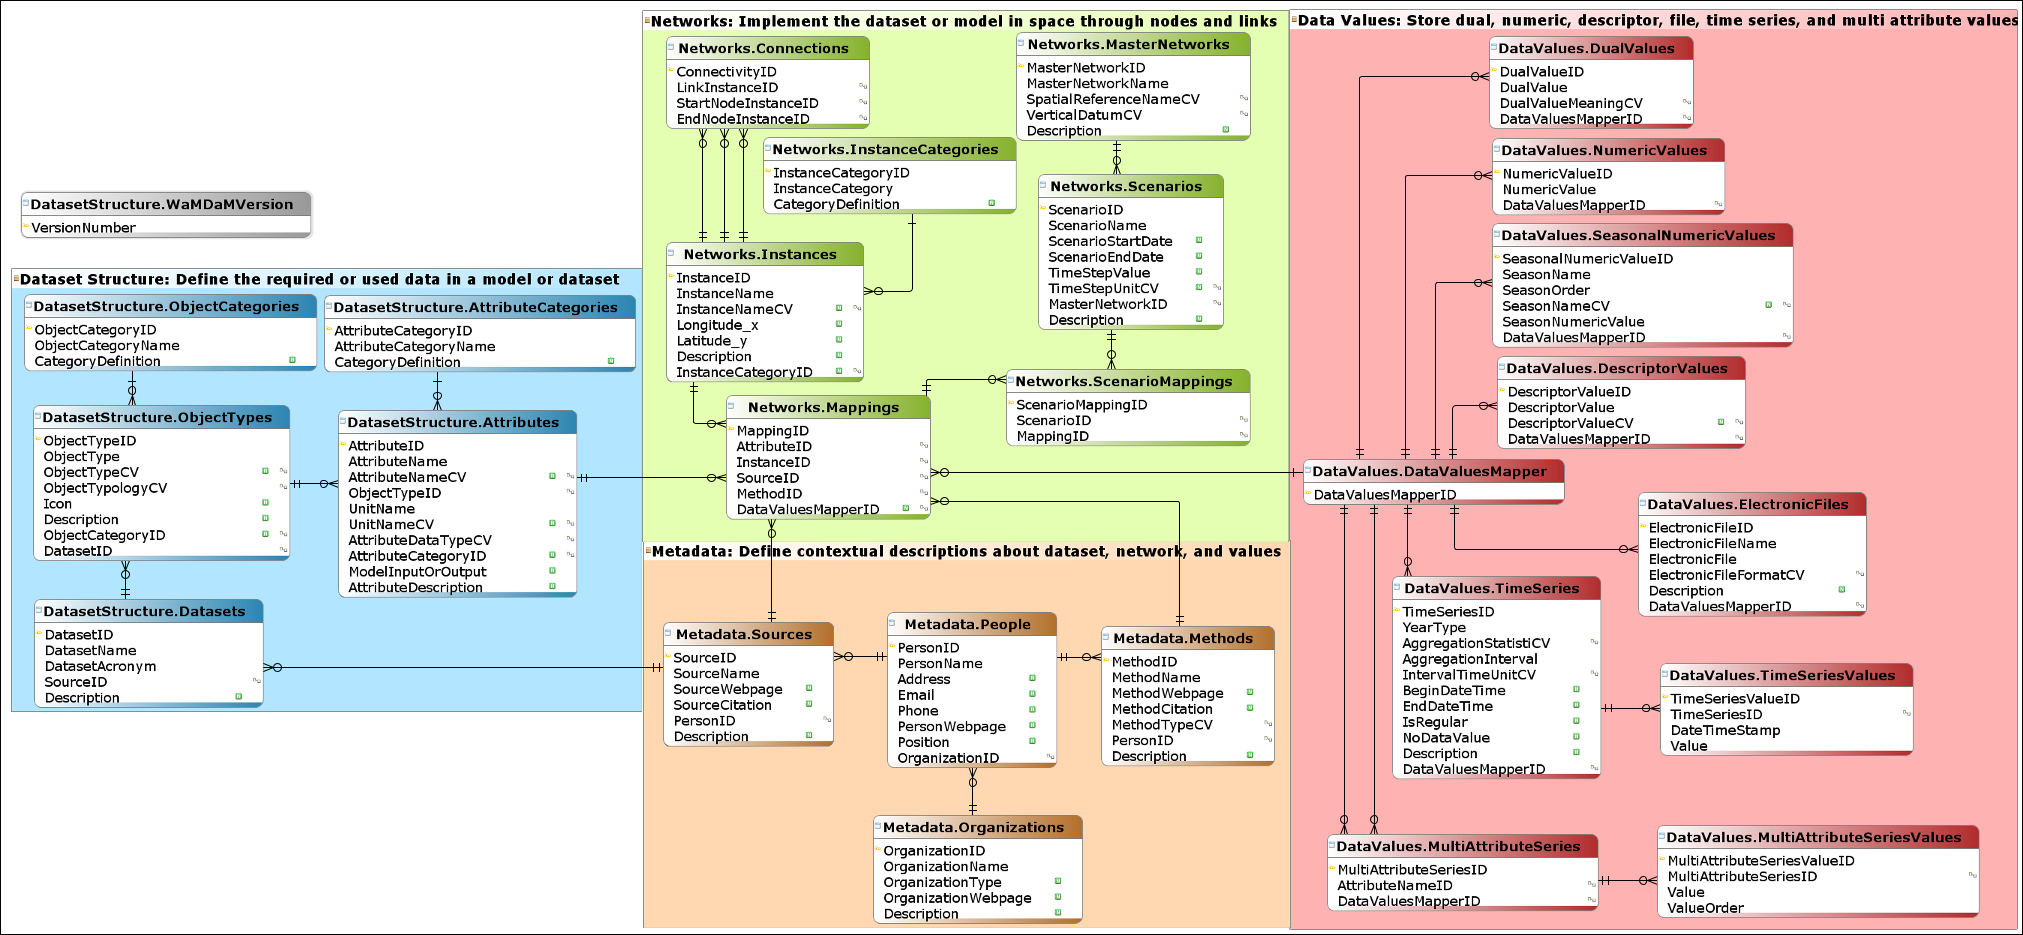 DatasetStructure.WaMDaMVersion
VersionNumber
Dataset Structure: Define the required or used data in a model or dataset
DatasetStructure.ObjectCategories
ObjectCategoryID
ObjectCategoryName
CategoryDefinition
DatasetStructure.AttributeCategories
AttributeCategoryID
AttributeCategoryName
CategoryDefinition
DatasetStructure.ObjectTypes
ObjectTypeID
ObjectType
ObjectTypeCV
ObjectTypologyCV
Icon
Description
ObjectCategoryID
DatasetID
DatasetStructure.Attributes
AttributeID
AttributeName
AttributeNameCV
ObjectTypeID
UnitName
UnitNameCV
AttributeDataTypeCV
AttributeCategoryID
ModelInputOrOutput
AttributeDescription
DatasetStructure.Datasets
DatasetID
DatasetName
DatasetAcronym
SourceID
Description
Networks: Implement the dataset or model in space through nodes and links
Networks.Connections
ConnectivityID
LinkInstanceID
StartNodeInstanceID
EndNodeInstanceID
Networks.MasterNetworks
MasterNetworkID
MasterNetworkName
SpatialReferenceNameCV
VerticalDatumCV
Description
Networks.InstanceCategories
InstanceCategoryID
InstanceCategory
CategoryDefinition
Networks.Scenarios
ScenarioID
ScenarioName
ScenarioStartDate
ScenarioEndDate
TimeStepValue
TimeStepUnitCV
MasterNetworkID
Description
Networks.Instances
InstanceID
InstanceName
InstanceNameCV
Longitude_x
Latitude_y
Description
InstanceCategoryID
Networks.ScenarioMappings
ScenarioMappingID
ScenarioID
MappingID
Networks.Mappings
MappingID
AttributeID
InstanceID
SourceID
MethodID
DataValuesMapperID
Metadata: Define contextual descriptions about dataset, network, and values
Metadata.Sources
SourceID
SourceName
SourceWebpage
SourceCitation
PersonID
Description
Metadata.People
PersonID
PersonName
Address
Email
Phone
PersonWebpage
Position
OrganizationID
Metadata.Methods
MethodID
MethodName
MethodWebpage
MethodCitation
MethodTypeCV
PersonID
Description
Metadata.Organizations
OrganizationID
OrganizationName
OrganizationType
OrganizationWebpage
Description
Data Values: Store dual, numeric, descriptor, file, time series, and multi attribute values
DataValues.DualValues
DualValueID
DualValue
DualValueMeaningCV
DataValuesMapperID
DataValues.NumericValues
NumericValueID
NumericValue
DataValuesMapperID
DataValues.SeasonalNumericValues
SeasonalNumericValueID
SeasonName
SeasonOrder
SeasonNameCV
SeasonNumericValue
DataValuesMapperID
DataValues.DescriptorValues
DescriptorValueID
DescriptorValue
DescriptorValueCV
DataValuesMapperID
DataValues.DataValuesMapper
DataValuesMapperID
DataValues.ElectronicFiles
ElectronicFileID
ElectronicFileName
ElectronicFile
ElectronicFileFormatCV
Description
DataValuesMapperID
DataValues.TimeSeries
TimeSeriesID
YearType
AggregationStatistiCV
AggregationInterval
IntervalTimeUnitCV
BeginDateTime
EndDateTime
IsRegular
NoDataValue
Description
DataValuesMapperID
DataValues.TimeSeriesValues
TimeSeriesValueID
TimeSeriesID
DateTimeStamp
Value
DataValues.MultiAttributeSeries
MultiAttributeSeriesID
AttributeNameID
DataValuesMapperID
DataValues.MultiAttributeSeriesValues
MultiAttributeSeriesValueID
MultiAttributeSeriesID
Value
ValueOrder